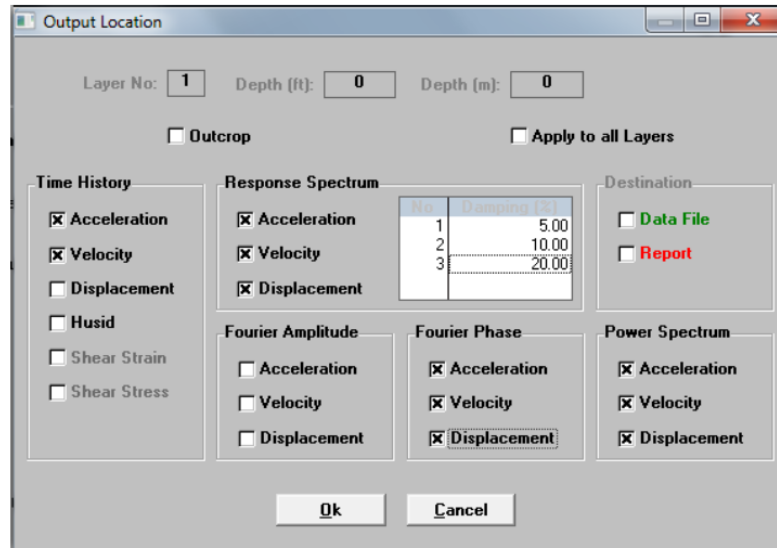 Output Location
Layer No: 1 Depth (ft): 0 Depth (m): 0
Outcrop Apply to all Layers
Time History
Acceleration
Velocity
Displacement
Husid
Shear Strain
Shear Stress
Response Spectrum
Acceleration
Velocity
Displacement
No Damping (%)
1 5.00
2 10.00
3 20.00
Destination
Data File
Report
Fourier Amplitude
Acceleration
Velocity
Displacement
Fourier Phase
Acceleration
Velocity
Displacement
Power Spectrum
Acceleration
Velocity
Displacement
Ok Cancel